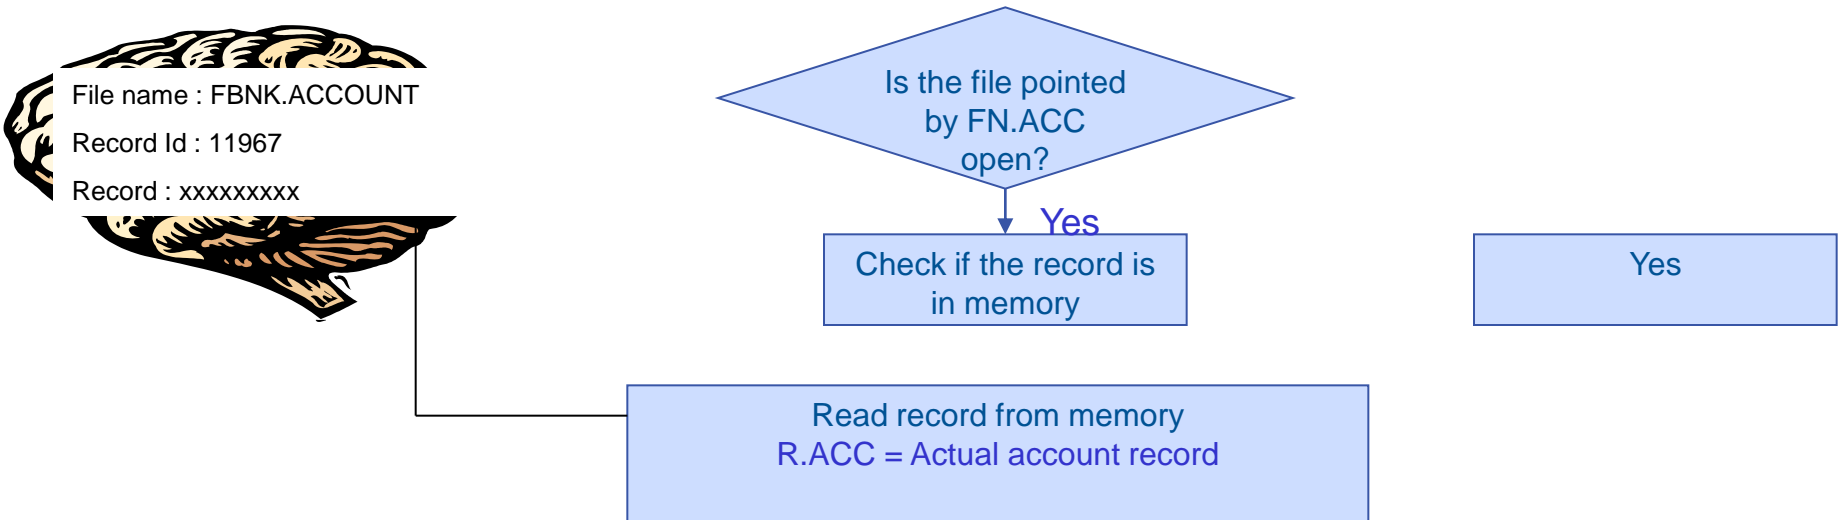 File name : FBNK.ACCOUNT
Record Id : 11967
Record : xxxxxxxxx
Is the file pointed
by FN.ACC
open?
Yes
Check if the record is
in memory
Yes
Read record from memory
R.ACC = Actual account record